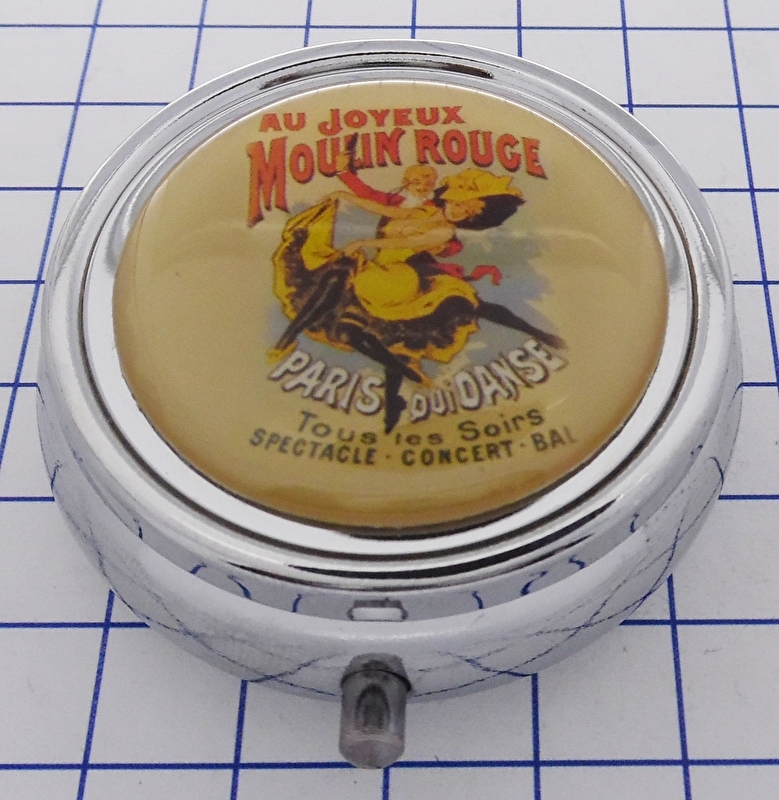 AU JOYEUX
MOULIN ROUGE
PARIS QUI DANSE
Tous les Soirs
SPECTACLE · CONCERT · BAL